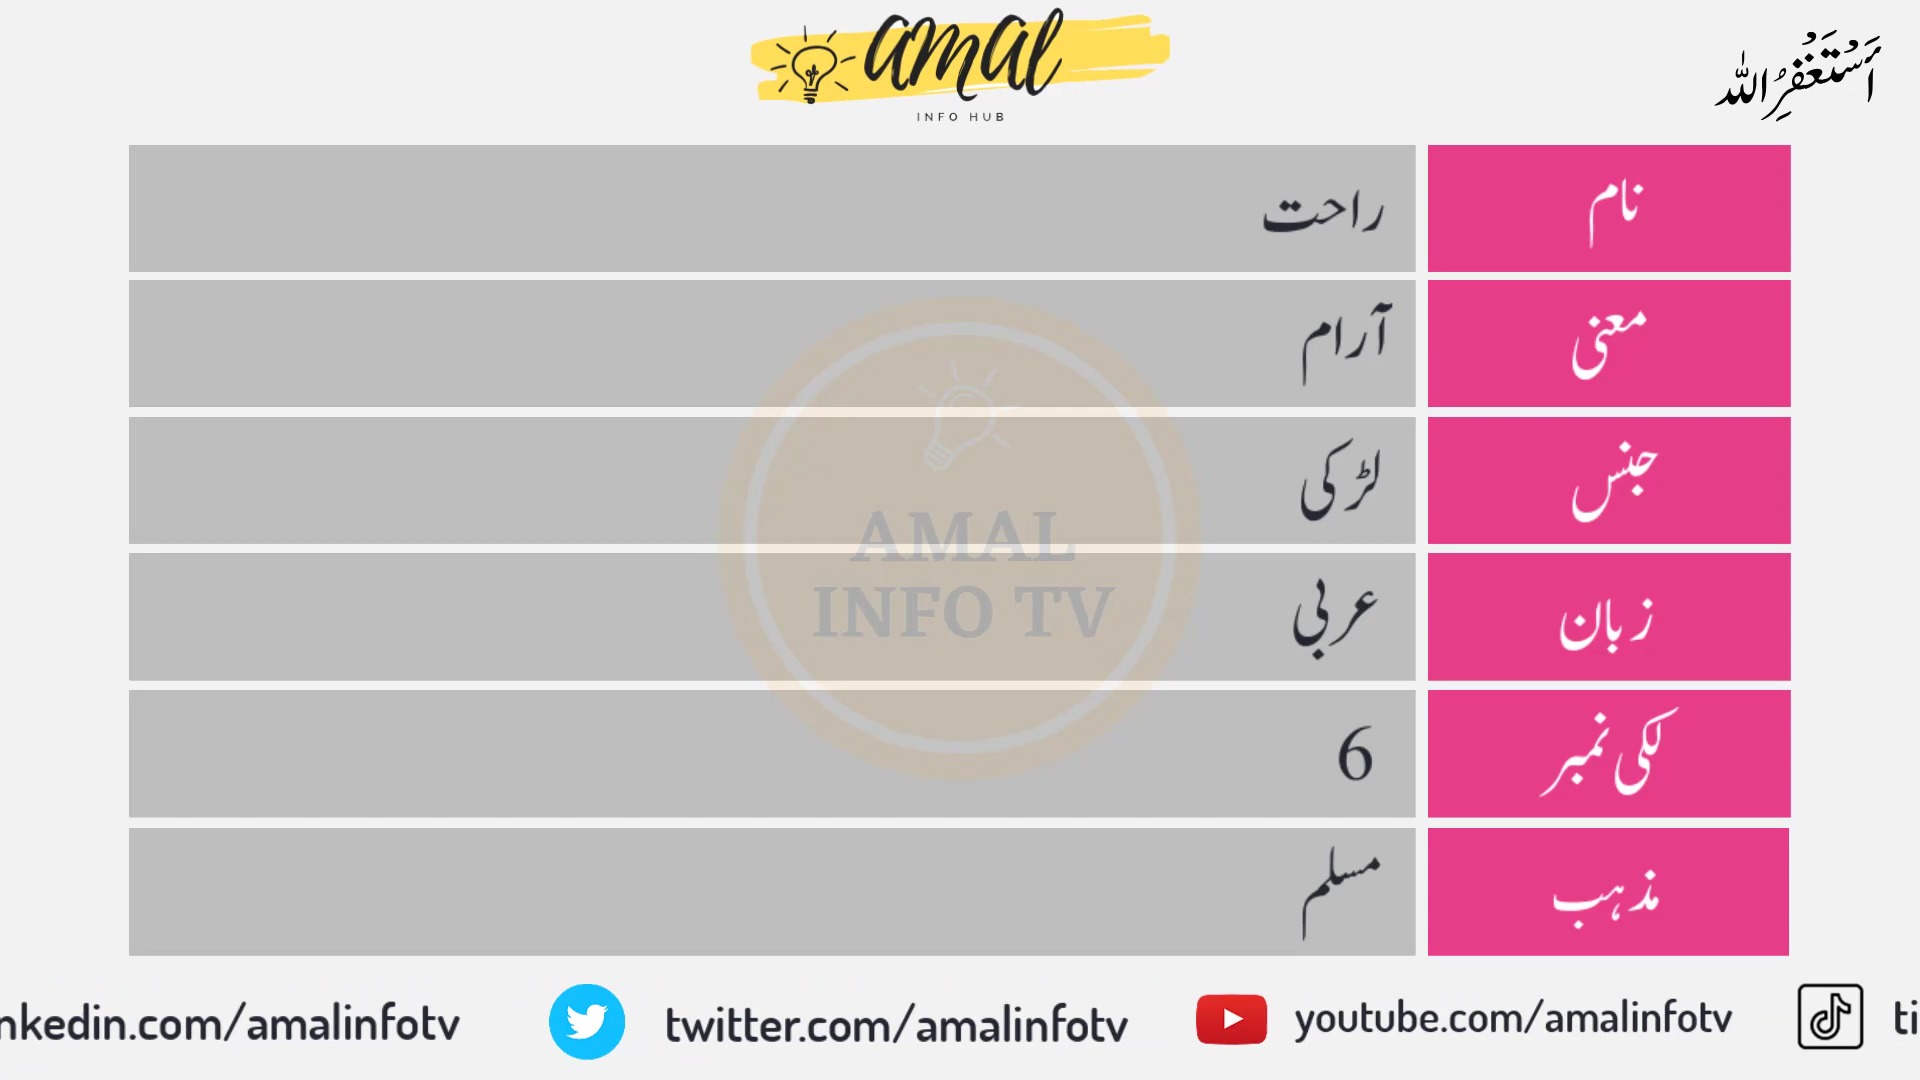 amal
INFO HUB
أَسْتَغْفِرُ اللّٰه
نام
راحت
معنی
آرام
جنس
لڑکی
زبان
عربی
لکی نمبر
6
مذہب
مسلم
AMAL
INFO TV
nkedin.com/amalinfotv
twitter.com/amalinfotv
youtube.com/amalinfotv
ti